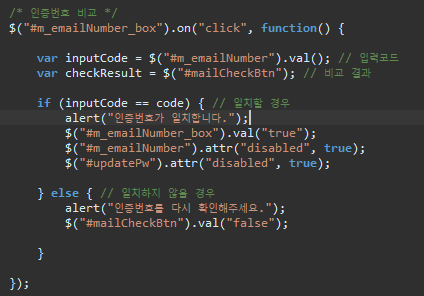 /* 인증번호 비교 */
$("#m_emailNumber_box").on("click", function() {
var inputCode = $("#m_emailNumber").val(); // 입력코드
var checkResult = $("#mailCheckBtn"); // 비교 결과
if (inputCode == code) { // 일치할 경우
alert("인증번호가 일치합니다.");
$("#m_emailNumber_box").val("true");
$("#m_emailNumber").attr("disabled", true);
$("#updatePw").attr("disabled", true);
} else { // 일치하지 않을 경우
alert("인증번호를 다시 확인해주세요.");
$("#mailCheckBtn").val("false");
}
});